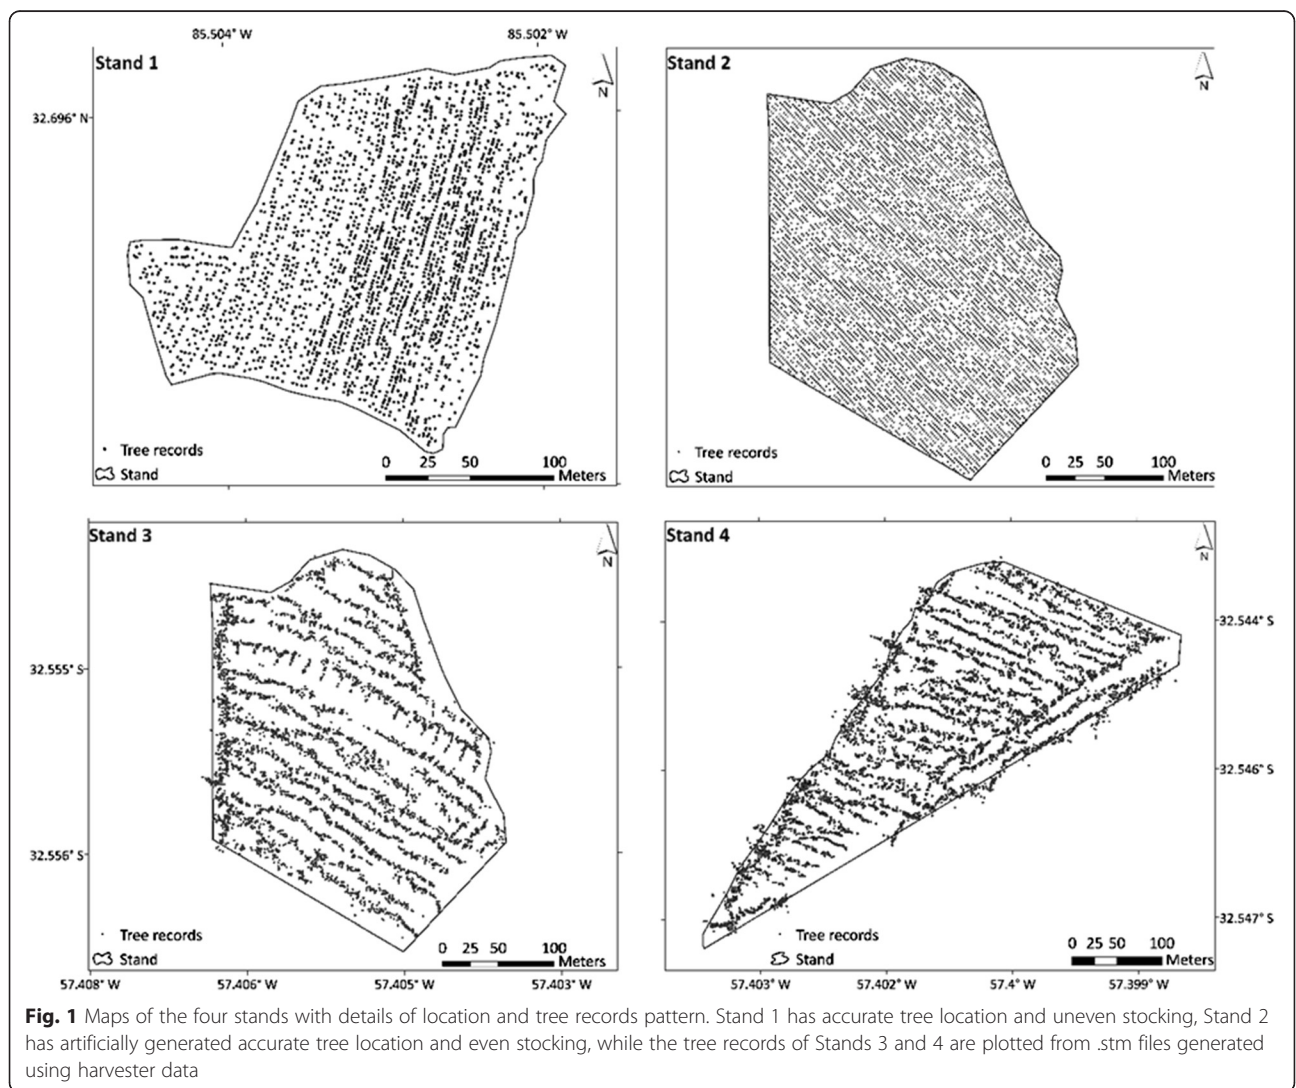 85.504° W 85.502° W
Stand 1
N
32.696° N
Tree records
Stand
0 25 50 100
Meters
Stand 2
N
Tree records
Stand
0 25 50 100
Meters
Stand 3
N
32.555° S
32.556° S
Tree records
Stand
0 25 50 100
Meters
57.408° W 57.406° W 57.405° W 57.403° W
Stand 4
N
32.544° S
32.546° S
32.547° S
Tree records
Stand
0 25 50 100
Meters
57.403° W 57.402° W 57.4° W 57.399° W
Fig. 1 Maps of the four stands with details of location and tree records pattern. Stand 1 has accurate tree location and uneven stocking, Stand 2
has artificially generated accurate tree location and even stocking, while the tree records of Stands 3 and 4 are plotted from .stm files generated
using harvester data